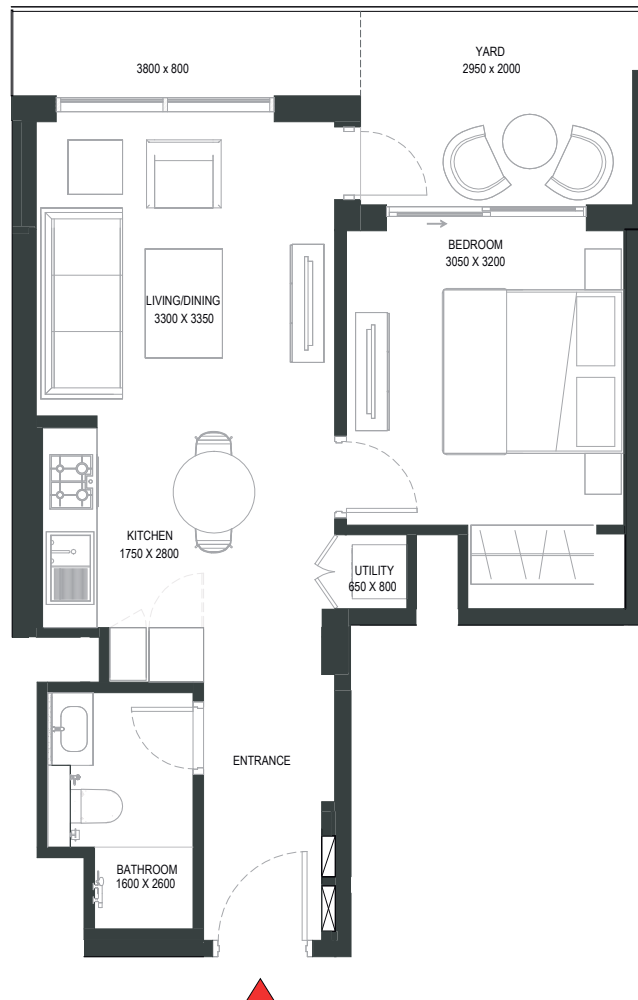 YARD
2950 x 2000
3800 x 800
BEDROOM
3050 X 3200
LIVING/DINING
3300 X 3350
KITCHEN
1750 X 2800
UTILITY
650 X 800
ENTRANCE
BATHROOM
1600 X 2600